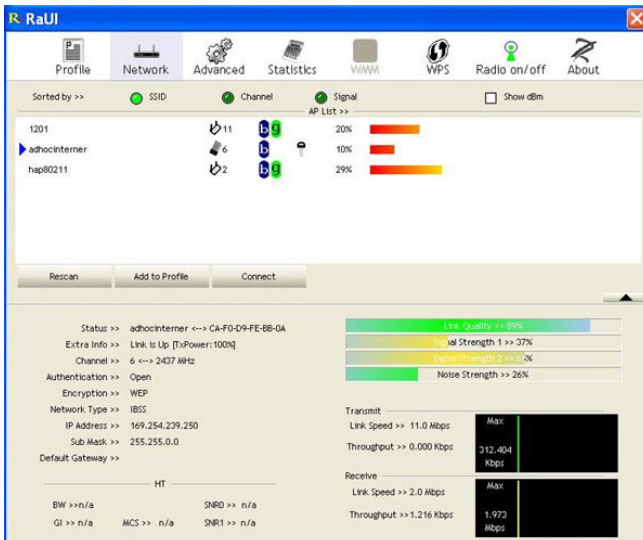 RaUI
Profile Network Advanced Statistics WMM WPS Radio on/off About
Sorted by >> SSID Channel Signal Show dBm
AP List >>
1201 11 b g 20%
adhocinterner 6 b 10%
hap80211 2 b g 29%
Rescan Add to Profile Connect
Status >> adhocinterner <--> CA-F0-D9-FE-BB-0A
Extra Info >> Link is Up [TxPower:100%]
Channel >> 6 <--> 2437 MHz
Authentication >> Open
Encryption >> WEP
Network Type >> IBSS
IP Address >> 169.254.239.250
Sub Mask >> 255.255.0.0
Default Gateway >>
HT
BW >>n/a SNR0 >> n/a
GI >> n/a MCS >> n/a SNR1 >> n/a
Link Quality >> 89%
Signal Strength 1 >> 37%
Signal Strength 2 >>
Noise Strength >> 26%
Transmit
Link Speed >> 11.0 Mbps
Throughput >> 0.000 Kbps
Max
312.404
Kbps
Receive
Link Speed >> 2.0 Mbps
Throughput >>1.216 Kbps
Max
1.973
Mbps